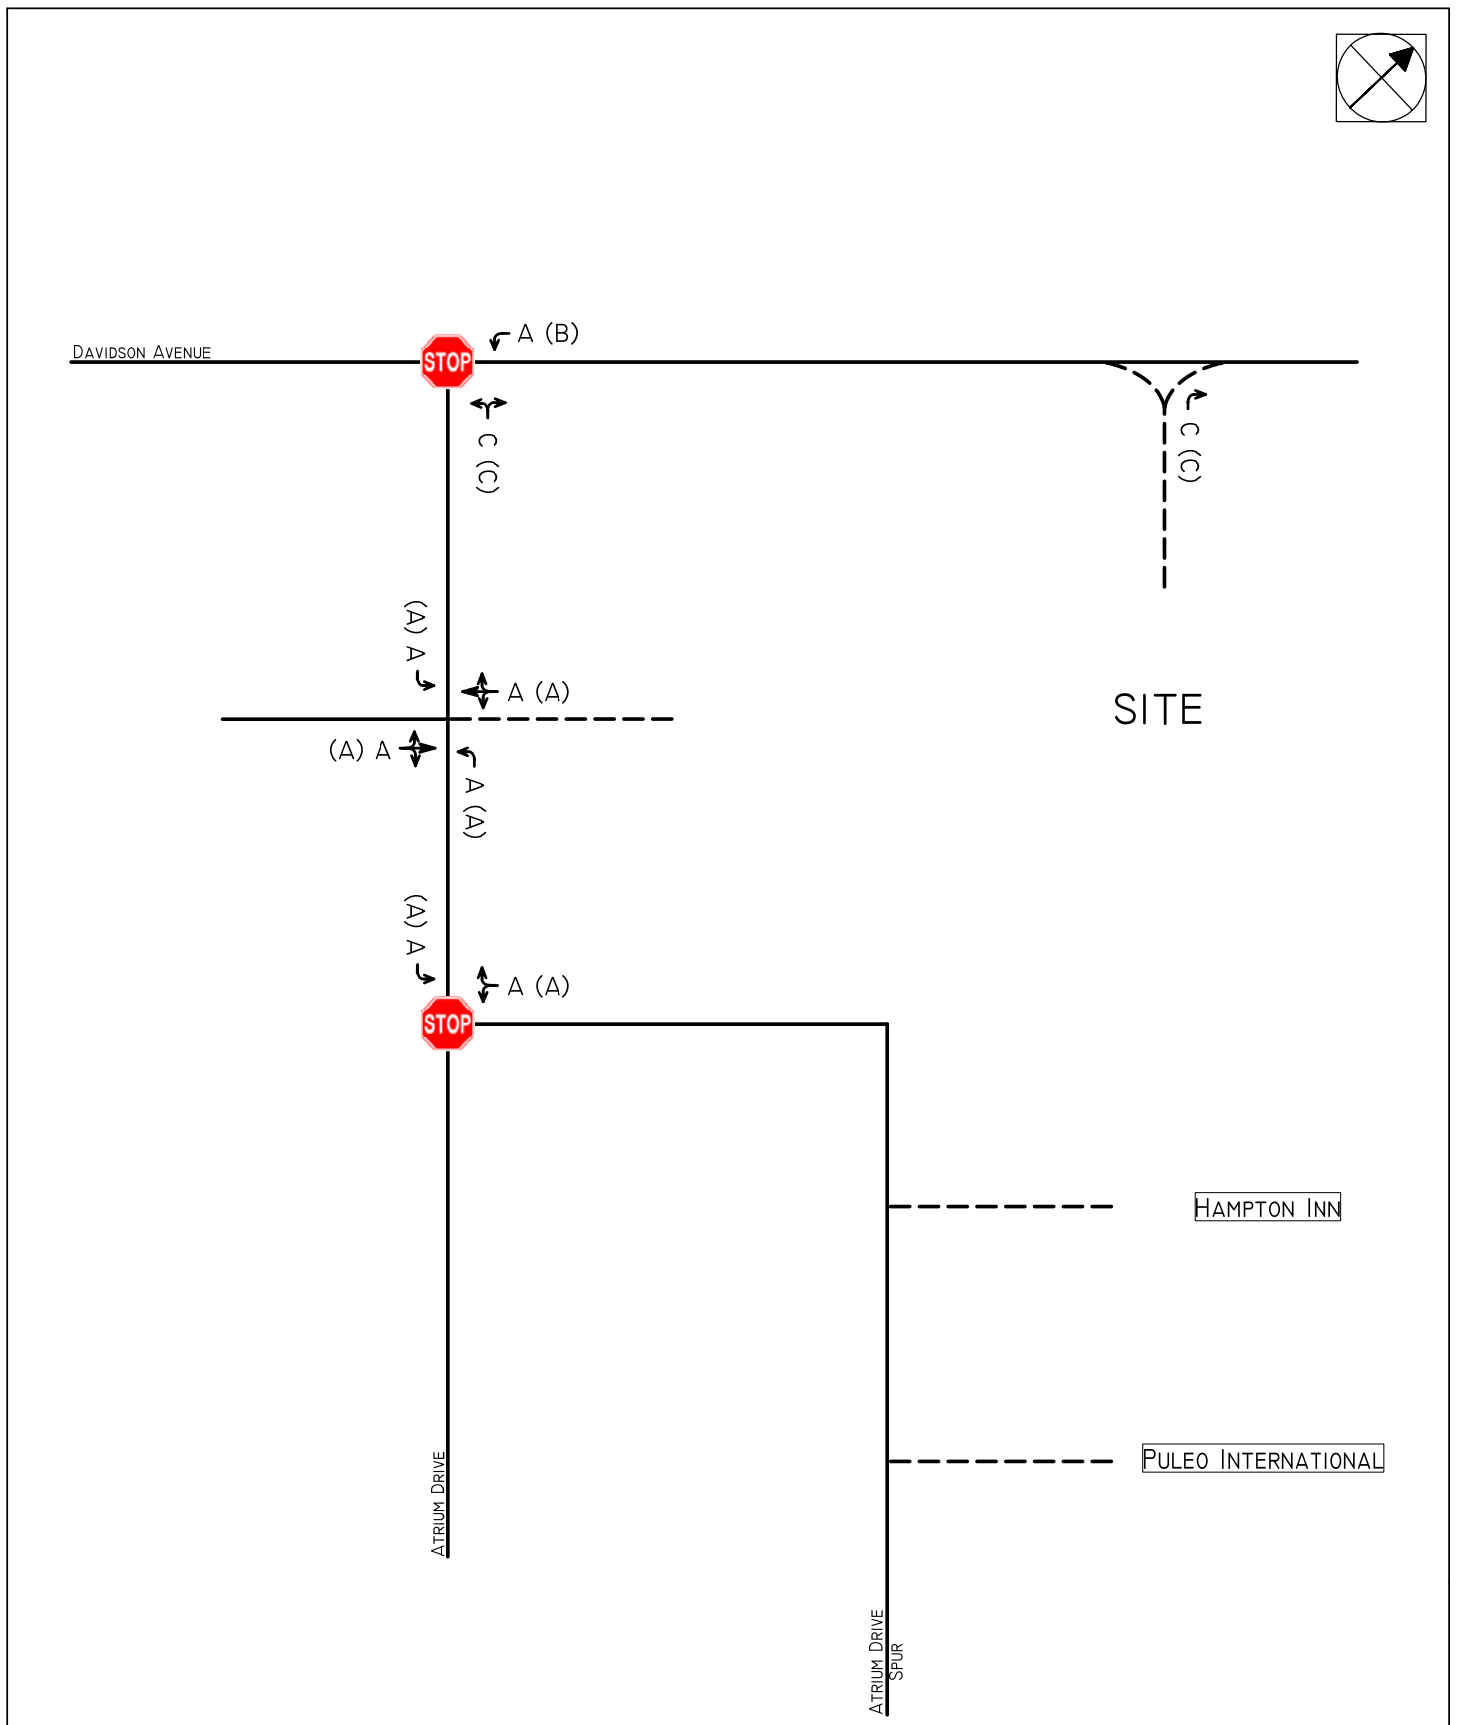 A (B)
DAVIDSON AVENUE
STOP
C (C)
C (C)
(A) A
A (A)
SITE
(A) A
A (A)
(A) A
A (A)
STOP
HAMPTON INN
PULEO INTERNATIONAL
ATRIUM DRIVE
ATRIUM DRIVE
SPUR